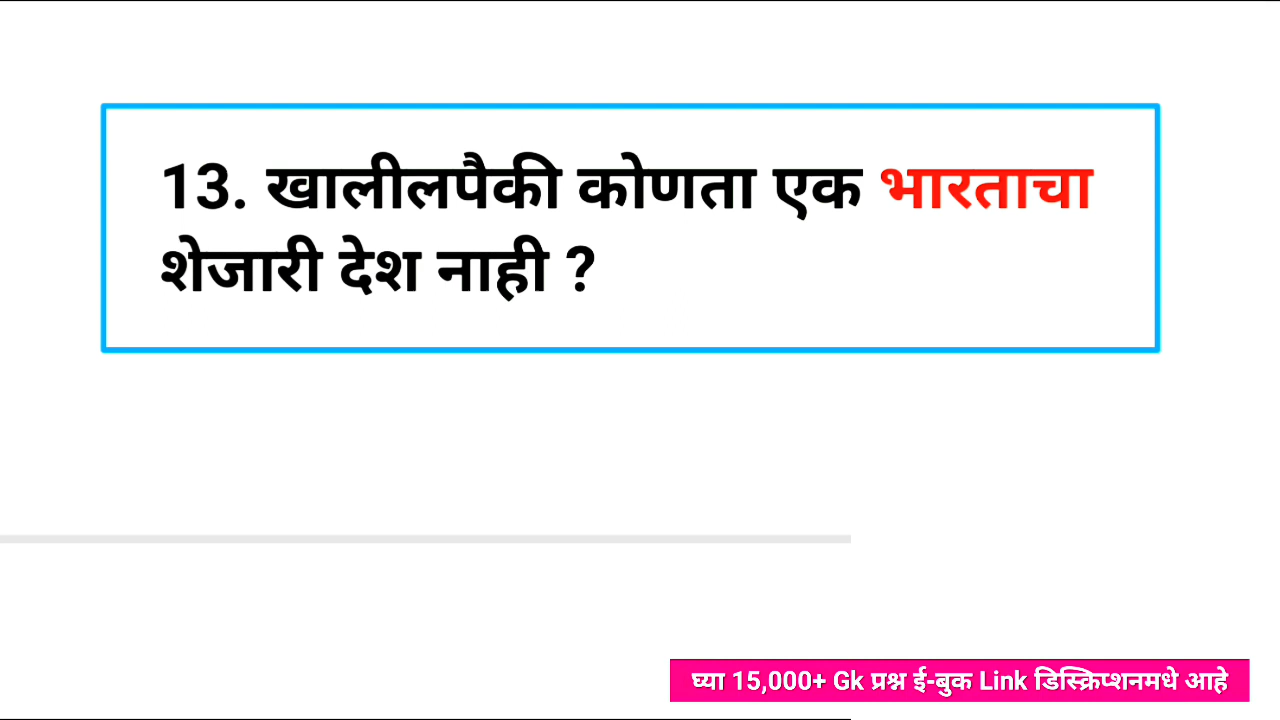 13. खालीलपैकी कोणता एक भारताचा
शेजारी देश नाही ?
घ्या 15,000+ Gk प्रश्न ई-बुक Link डिस्क्रिप्शनमधे आहे